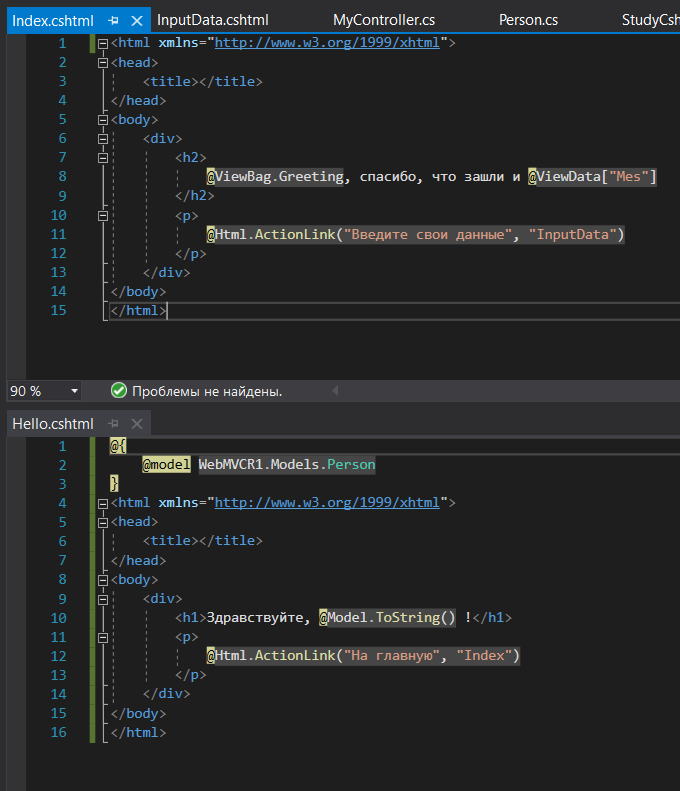 Index.cshtml InputData.cshtml MyController.cs Person.cs StudyCsh
1 <html xmlns="http://www.w3.org/1999/xhtml">
2 <head>
3 <title></title>
4 </head>
5 <body>
6 <div>
7 <h2>
8 @ViewBag.Greeting, спасибо, что зашли и @ViewData["Mes"]
9 </h2>
10 <p>
11 @Html.ActionLink("Введите свои данные", "InputData")
12 </p>
13 </div>
14 </body>
15 </html>
90 % Проблемы не найдены.
Hello.cshtml
1 @{
2 @model WebMVCR1.Models.Person
3 }
4 <html xmlns="http://www.w3.org/1999/xhtml">
5 <head>
6 <title></title>
7 </head>
8 <body>
9 <div>
10 <h1>Здравствуйте, @Model.ToString() !</h1>
11 <p>
12 @Html.ActionLink("На главную", "Index")
13 </p>
14 </div>
15 </body>
16 </html>